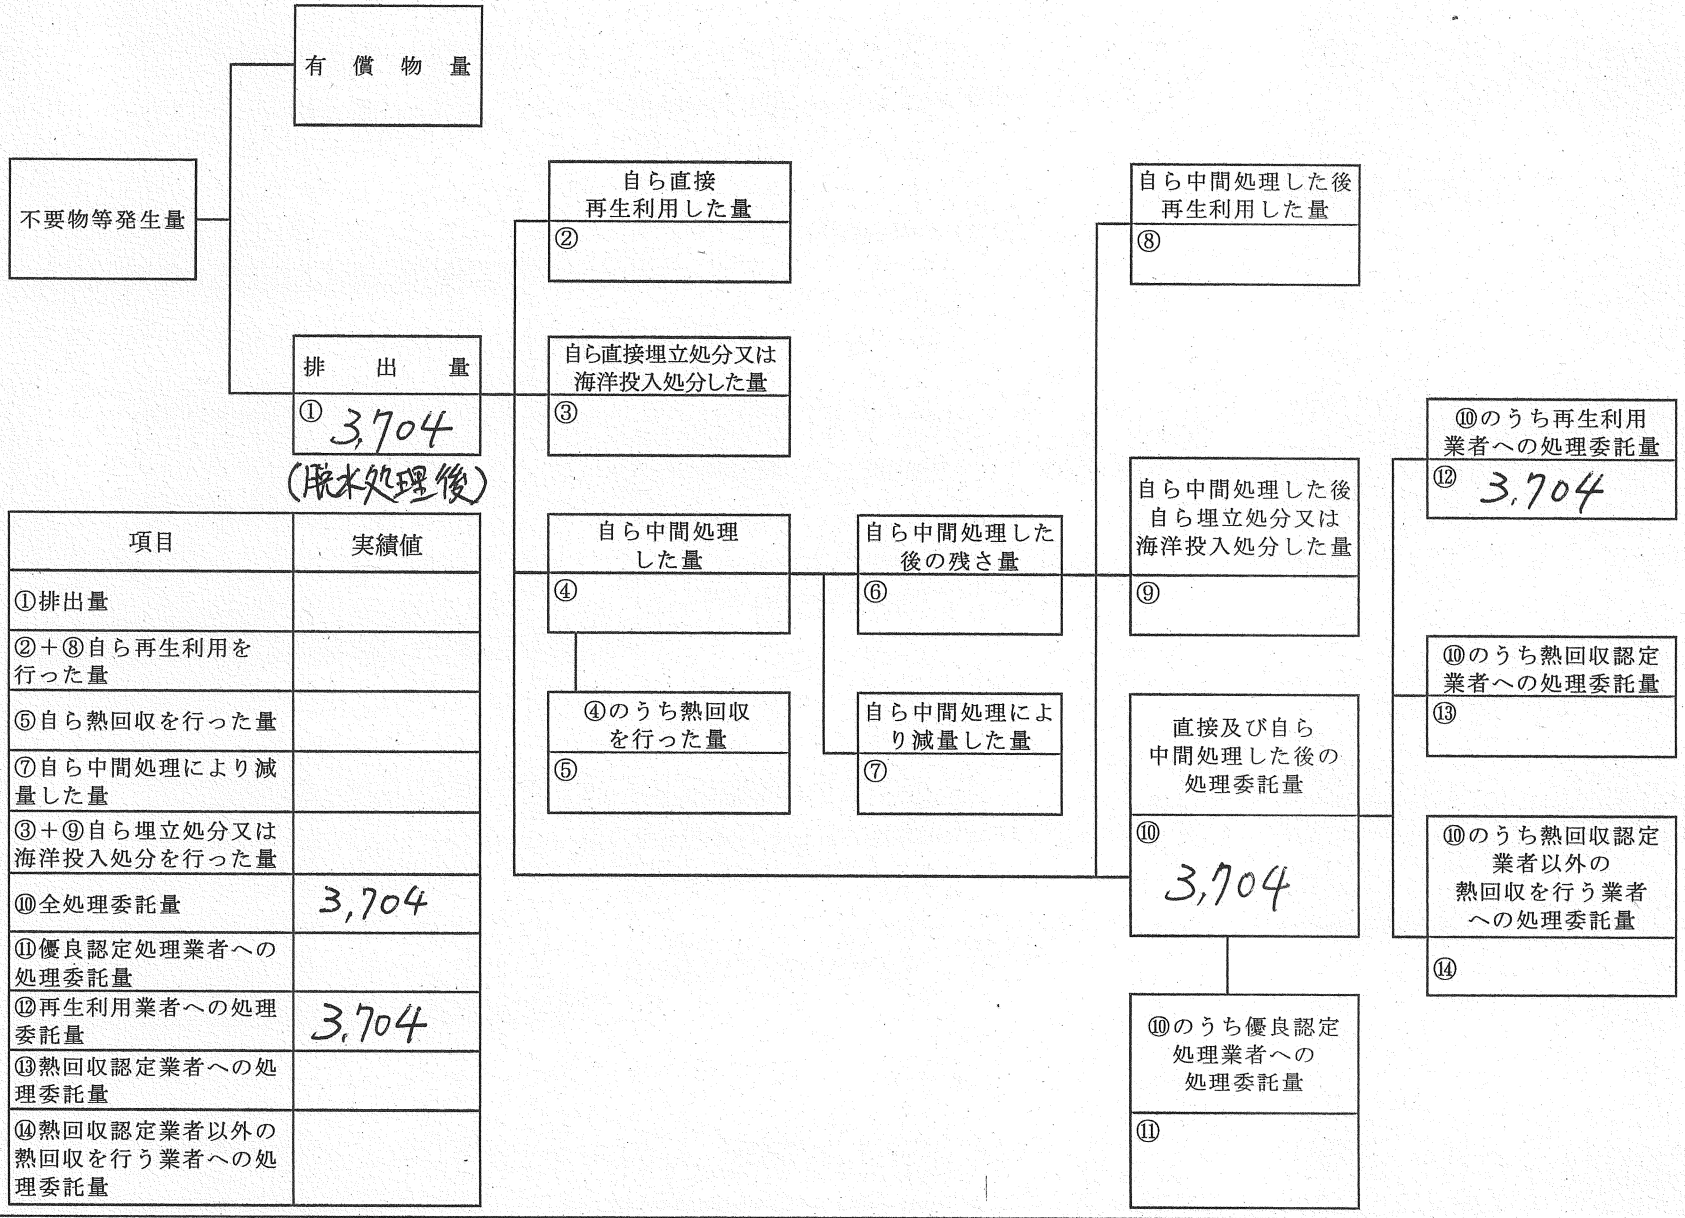 有償物量
不要物等発生量
自ら直接
再生利用した量
②
自ら中間処理した後
再生利用した量
⑧
排出量
① 3,704
(脱水処理後)
自ら直接埋立処分又は
海洋投入処分した量
③
⑩のうち再生利用
業者への処理委託量
⑫ 3,704
自ら中間処理
した量
④
自ら中間処理した
後の残さ量
⑥
自ら中間処理した後
自ら埋立処分又は
海洋投入処分した量
⑨
⑩のうち熱回収認定
業者への処理委託量
⑬
④のうち熱回収
を行った量
⑤
自ら中間処理によ
り減量した量
⑦
直接及び自ら
中間処理した後の
処理委託量
⑩
3,704
⑩のうち熱回収認定
業者以外の
熱回収を行う業者
への処理委託量
⑭
⑩のうち優良認定
処理業者への
処理委託量
⑪
項目 実績値
①排出量
②+⑧自ら再生利用を
行った量
⑤自ら熱回収を行った量
⑦自ら中間処理により減
量した量
③+⑨自ら埋立処分又は
海洋投入処分を行った量
⑩全処理委託量 3,704
⑪優良認定処理業者への
処理委託量
⑫再生利用業者への処理
委託量 3,704
⑬熱回収認定業者への処
理委託量
⑭熱回収認定業者以外の
熱回収を行う業者への処
理委託量